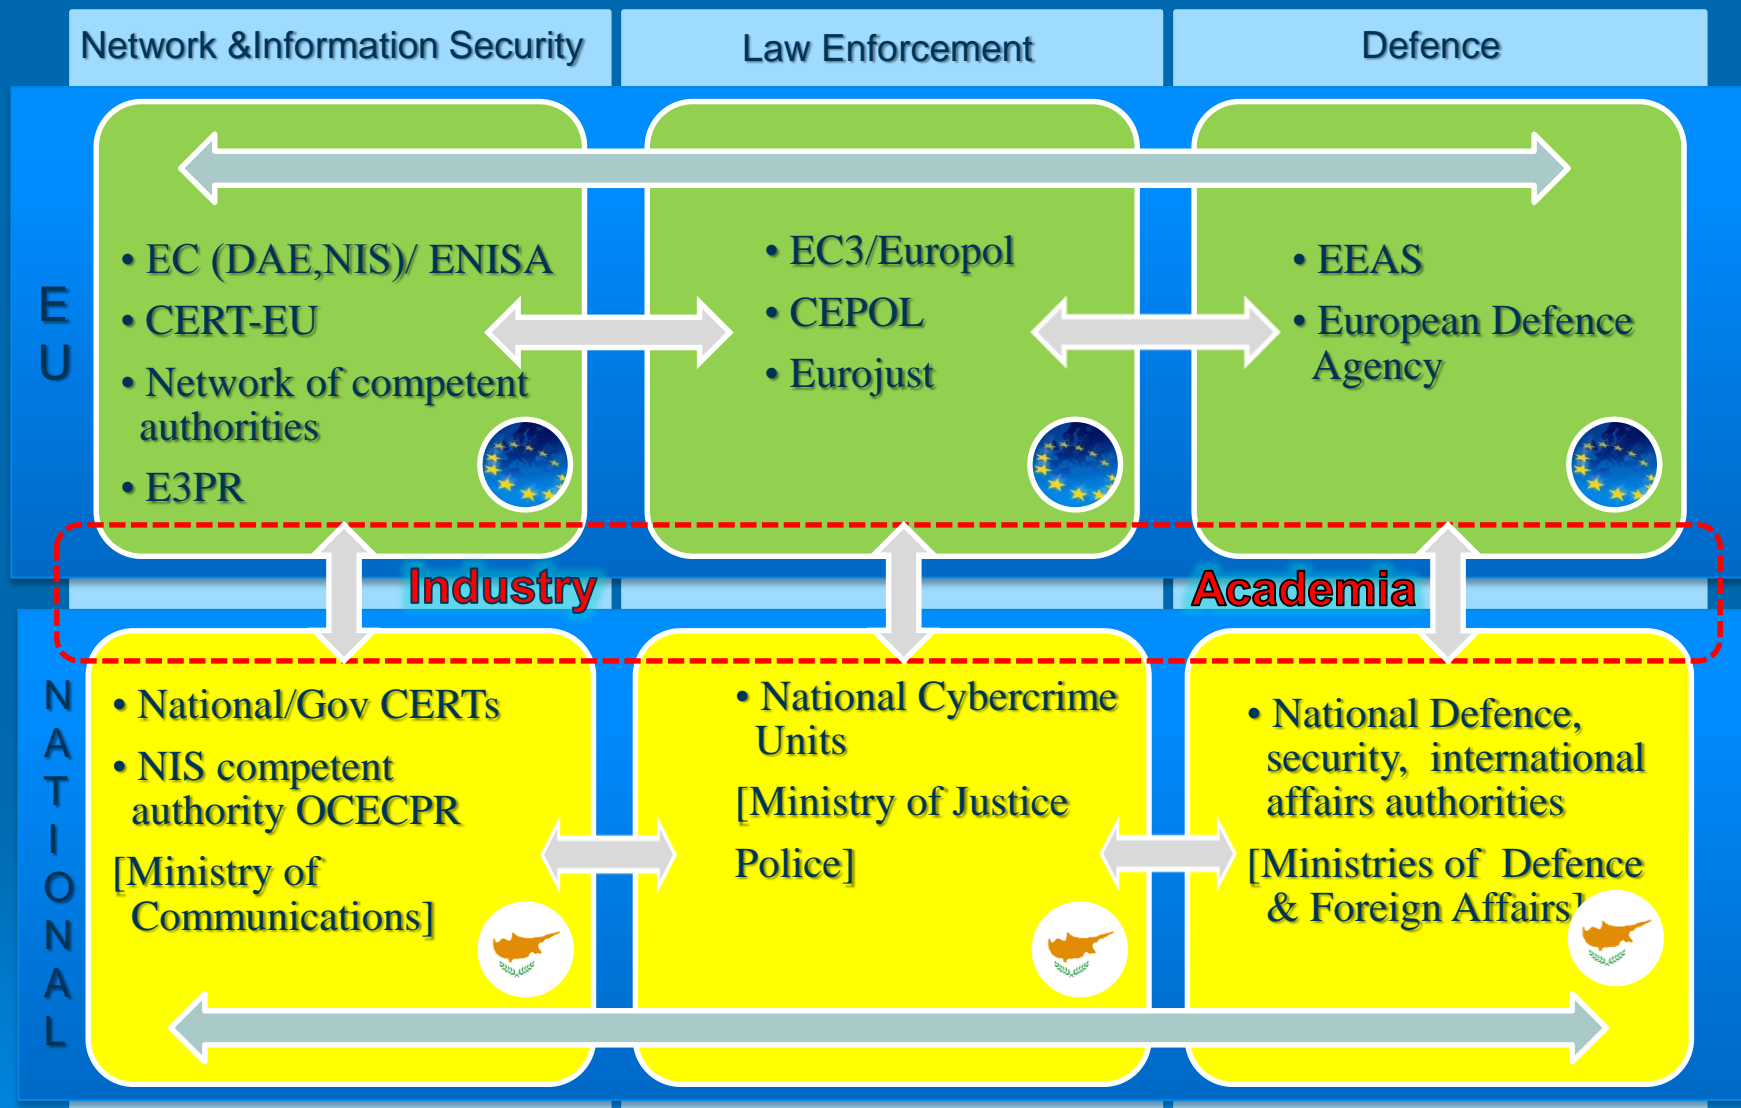 Network &Information Security
Law Enforcement
Defence
EU
• EC (DAE,NIS)/ ENISA
• CERT-EU
• Network of competent
authorities
• E3PR
• EC3/Europol
• CEPOL
• Eurojust
• EEAS
• European Defence
Agency
Industry
Academia
NATIONAL
• National/Gov CERTs
• NIS competent
authority OCECPR
[Ministry of
Communications]
• National Cybercrime
Units
[Ministry of Justice
Police]
• National Defence,
security, international
affairs authorities
[Ministries of Defence
& Foreign Affairs]